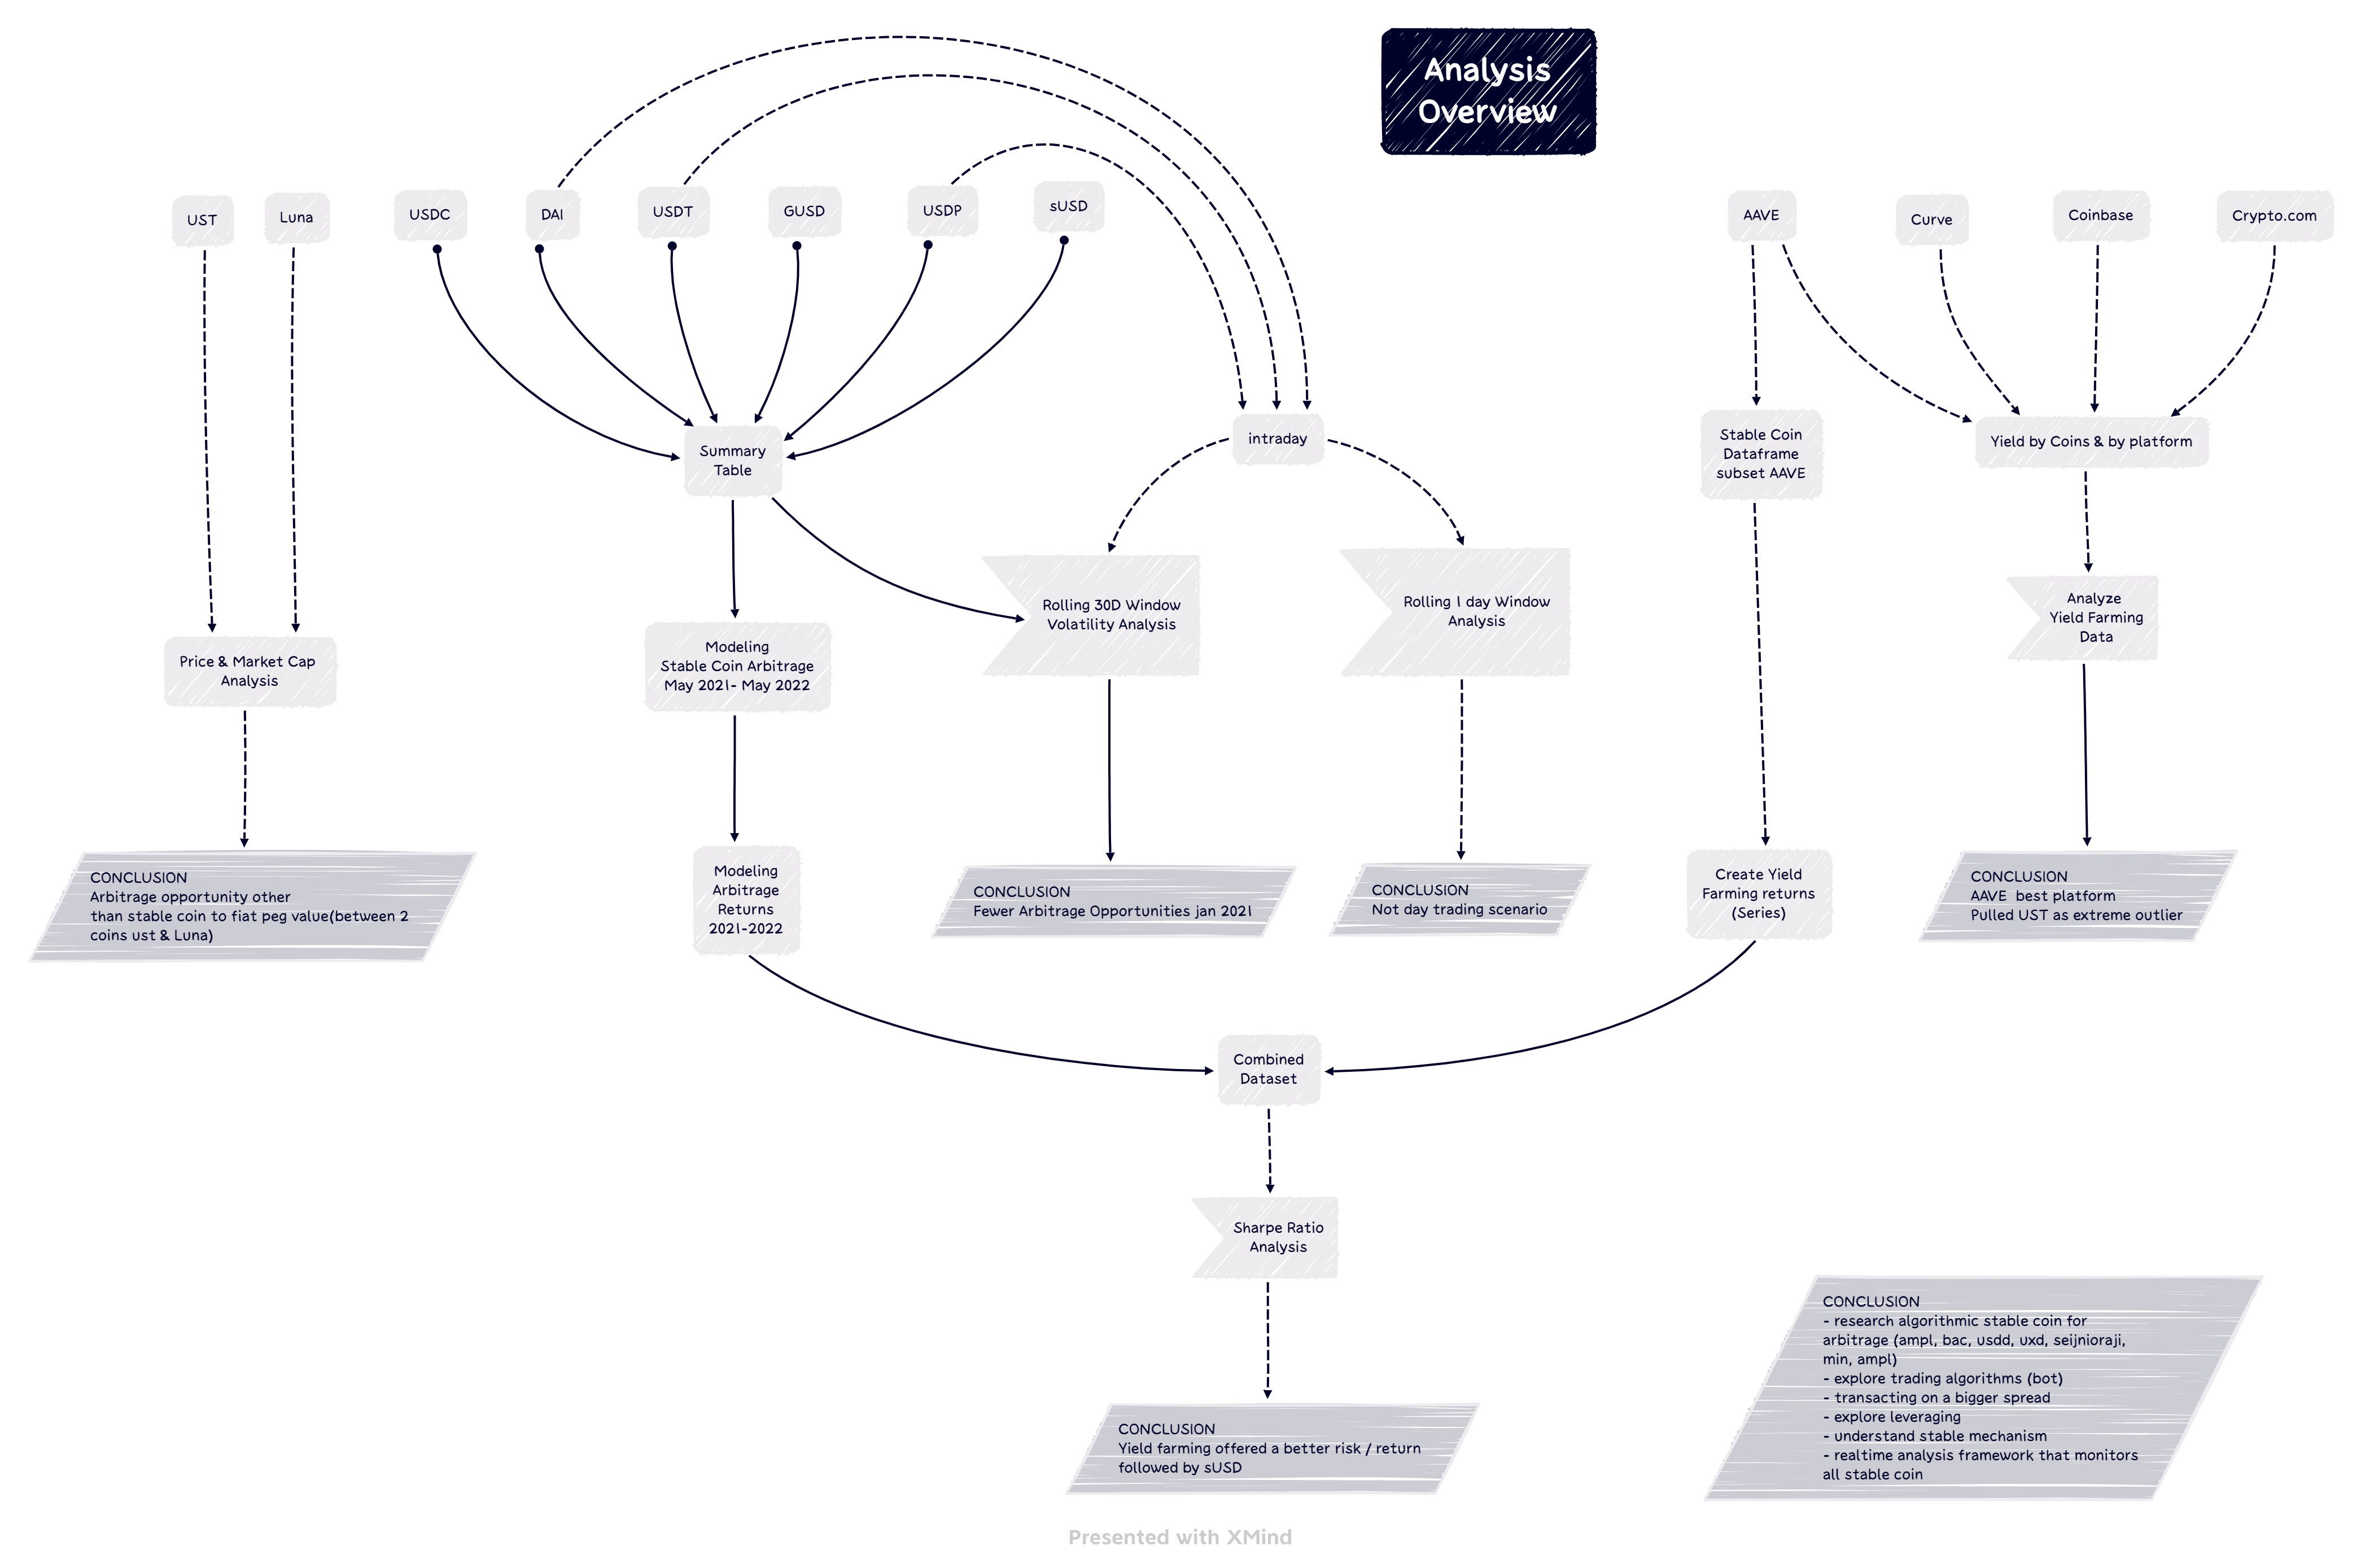 Analysis
Overview
UST
Luna
USDC
DAI
USDT
GUSD
USDP
sUSD
AAVE
Curve
Coinbase
Crypto.com
Summary
Table
intraday
Stable Coin
Dataframe
subset AAVE
Yield by Coins & by platform
Price & Market Cap
Analysis
Modeling
Stable Coin Arbitrage
May 2021- May 2022
Rolling 30D Window
Volatility Analysis
Rolling 1 day Window
Analysis
Analyze
Yield Farming
Data
CONCLUSION
Arbitrage opportunity other
than stable coin to fiat peg value(between 2
coins ust & Luna)
Modeling
Arbitrage
Returns
2021-2022
CONCLUSION
Fewer Arbitrage Opportunities jan 2021
CONCLUSION
Not day trading scenario
Create Yield
Farming returns
(Series)
CONCLUSION
AAVE  best platform
Pulled UST as extreme outlier
Combined
Dataset
Sharpe Ratio
Analysis
CONCLUSION
Yield farming offered a better risk / return
followed by sUSD
CONCLUSION
- research algorithmic stable coin for
arbitrage (ampl, bac, usdd, uxd, seijnioraji,
min, ampl)
- explore trading algorithms (bot)
- transacting on a bigger spread
- explore leveraging
- understand stable mechanism
- realtime analysis framework that monitors
all stable coin
Presented with XMind